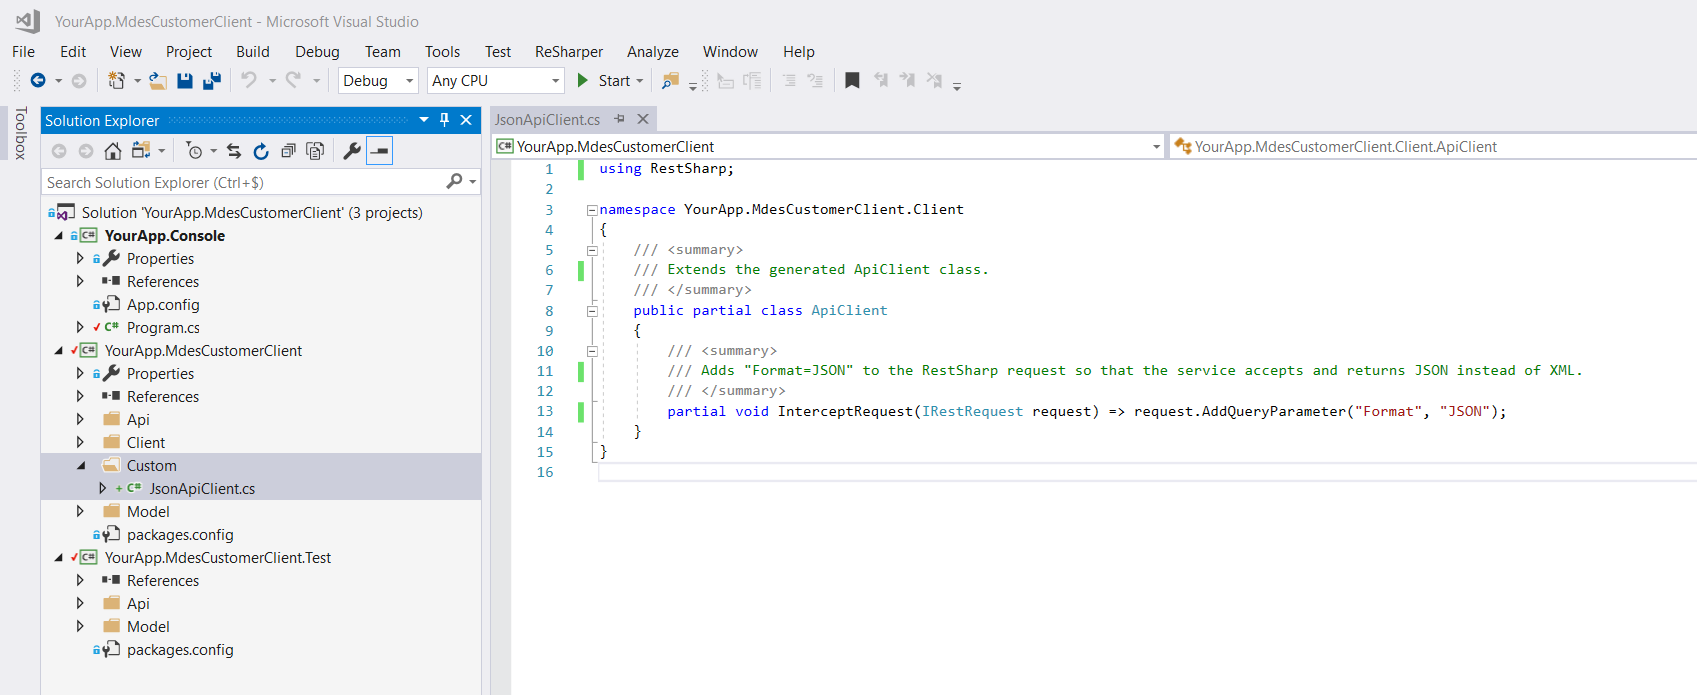 YourApp.MdesCustomerClient - Microsoft Visual Studio
File Edit View Project Build Debug Team Tools Test ReSharper Analyze Window Help
Debug Any CPU Start
Toolbox
Solution Explorer
Search Solution Explorer (Ctrl+$)
Solution 'YourApp.MdesCustomerClient' (3 projects)
C# YourApp.Console
Properties
References
App.config
C# Program.cs
C# YourApp.MdesCustomerClient
Properties
References
Api
Client
Custom
C# JsonApiClient.cs
Model
packages.config
C# YourApp.MdesCustomerClient.Test
References
Api
Model
packages.config
JsonApiClient.cs
C# YourApp.MdesCustomerClient
YourApp.MdesCustomerClient.Client.ApiClient
1 using RestSharp;
2
3 namespace YourApp.MdesCustomerClient.Client
4 {
5 /// <summary>
6 /// Extends the generated ApiClient class.
7 /// </summary>
8 public partial class ApiClient
9 {
10 /// <summary>
11 /// Adds "Format=JSON" to the RestSharp request so that the service accepts and returns JSON instead of XML.
12 /// </summary>
13 partial void InterceptRequest(IRestRequest request) => request.AddQueryParameter("Format", "JSON");
14 }
15 }
16